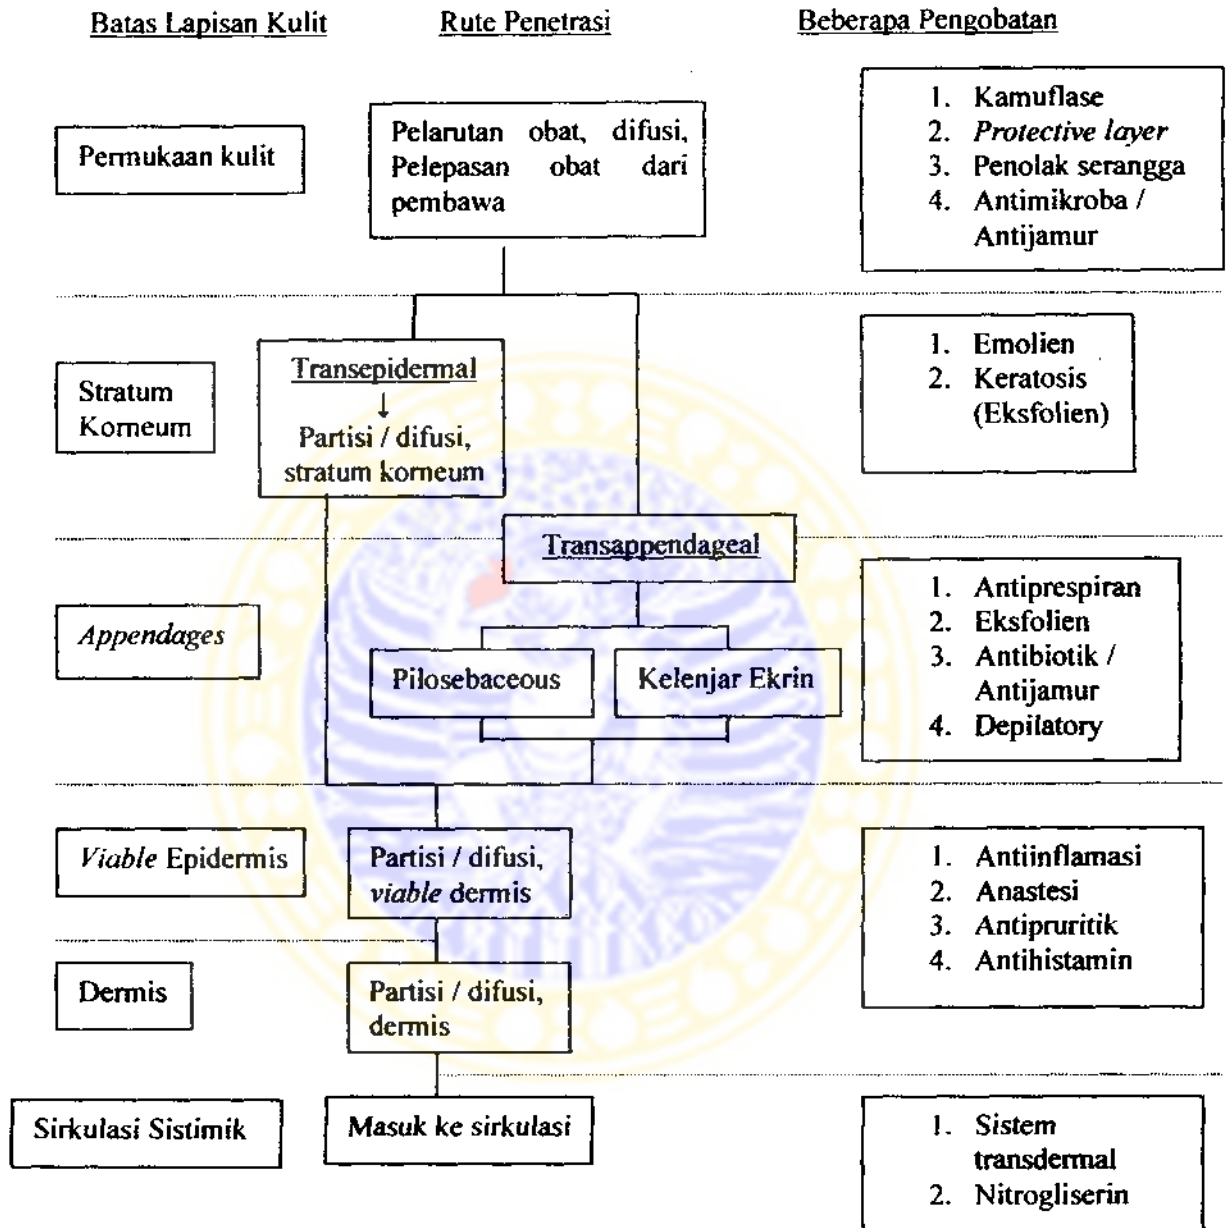 Batas Lapisan Kulit
Rute Penetrasi
Beberapa Pengobatan
Permukaan kulit
Pelarutan obat, difusi,
Pelepasan obat dari
pembawa
1. Kamuflase
2. Protective layer
3. Penolak serangga
4. Antimikroba /
Antijamur
Stratum
Korneum
Transepidermal
Partisi / difusi,
stratum korneum
1. Emolien
2. Keratosis
(Eksfolien)
Transappendageal
Appendages
Pilosebaceous
Kelenjar Ekrin
1. Antiprespiran
2. Eksfolien
3. Antibiotik /
Antijamur
4. Depilatory
Viable Epidermis
Partisi / difusi,
viable dermis
1. Antiinflamasi
2. Anastesi
3. Antipruritik
4. Antihistamin
Dermis
Partisi / difusi,
dermis
Sirkulasi Sistimik
Masuk ke sirkulasi
1. Sistem
transdermal
2. Nitrogliserin